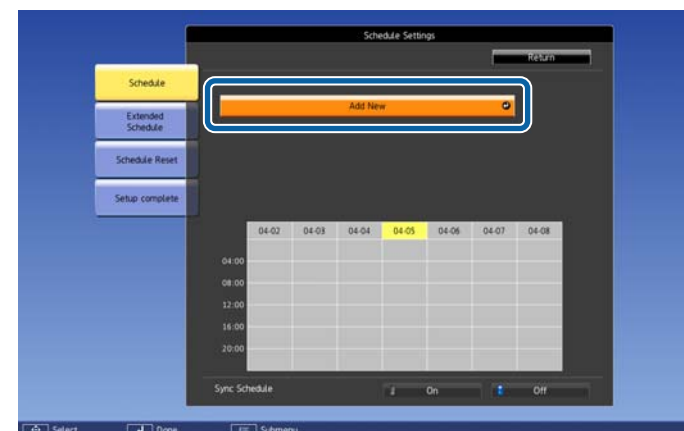 Schedule Settings
Return
Schedule
Add New
Extended
Schedule
Schedule Reset
Setup complete
04-02 04-03 04-04 04-05 04-06 04-07 04-08
04:00
08:00
12:00
16:00
20:00
Sync Schedule On Off
Select Done Submenu